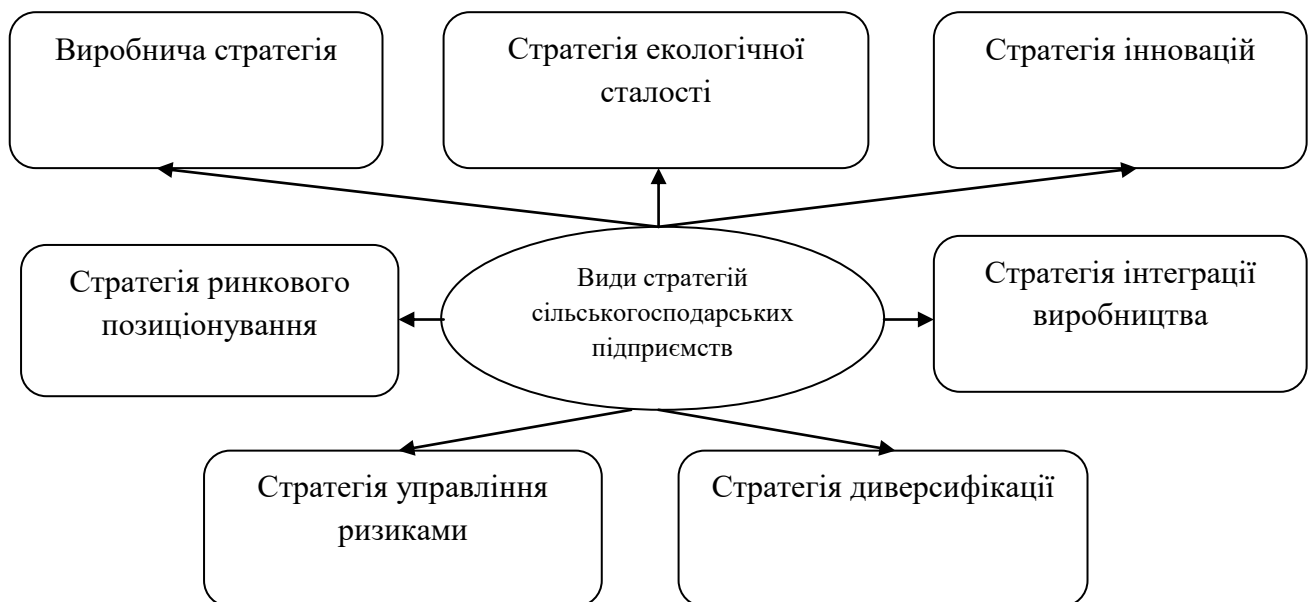 Виробнича стратегія
Стратегія екологічної
сталості
Стратегія інновацій
Стратегія ринкового
позиціонування
Види стратегій
сільськогосподарських
підприємств
Стратегія інтеграції
виробництва
Стратегія управління
ризиками
Стратегія диверсифікації